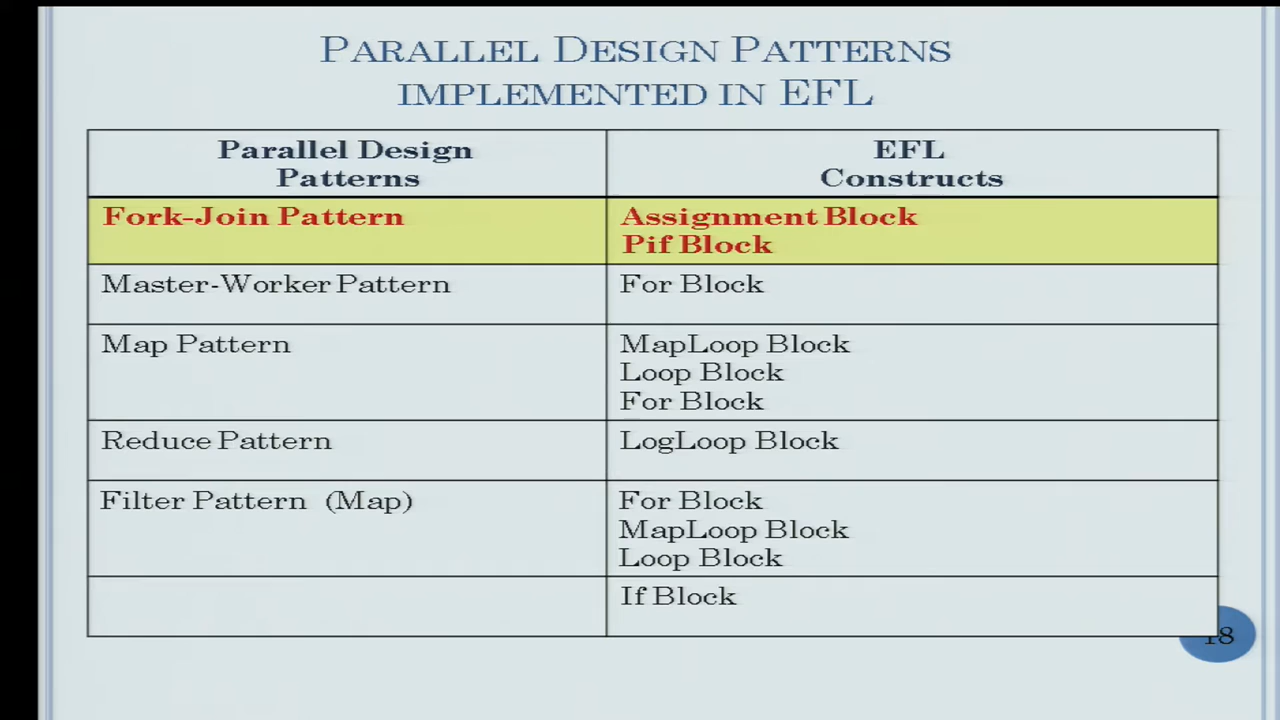 PARALLEL DESIGN PATTERNS
IMPLEMENTED IN EFL
Parallel Design
Patterns
EFL
Constructs
Fork-Join Pattern
Assignment Block
Pif Block
Master-Worker Pattern
For Block
Map Pattern
MapLoop Block
Loop Block
For Block
Reduce Pattern
LogLoop Block
Filter Pattern (Map)
For Block
MapLoop Block
Loop Block
If Block
18